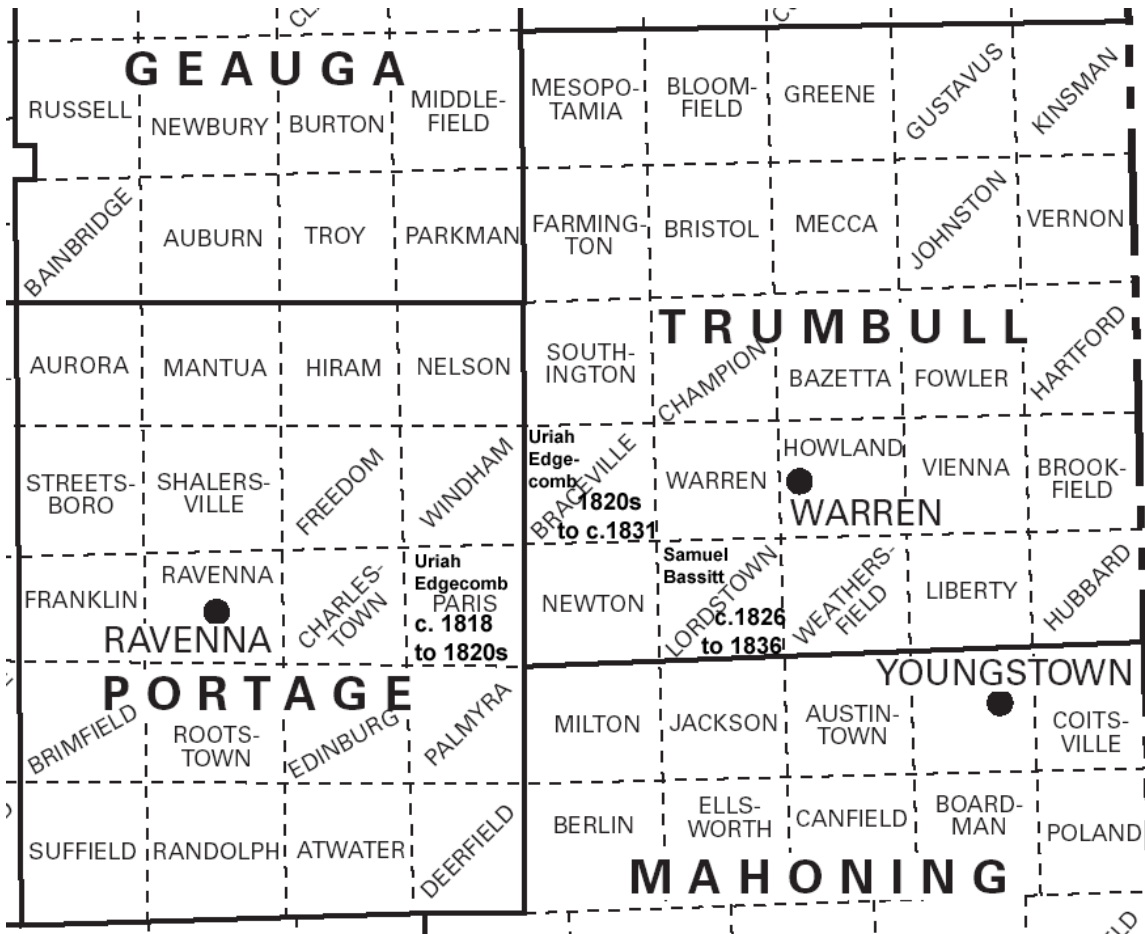 CL
C
GEAUGA
RUSSELL
NEWBURY
BURTON
MIDDLE-
FIELD
MESOPO-
TAMIA
BLOOM-
FIELD
GREENE
GUSTAVUS
KINSMAN
BAINBRIDGE
AUBURN
TROY
PARKMAN
FARMING-
TON
BRISTOL
MECCA
JOHNSTON
VERNON
TRUMBULL
AURORA
MANTUA
HIRAM
NELSON
SOUTH-
INGTON
CHAMPION
BAZETTA
FOWLER
HARTFORD
STREETS-
BORO
SHALERS-
VILLE
FREEDOM
WINDHAM
Uriah
Edge-
comb
BRACEVILLE
1820s
to c.1831
WARREN
HOWLAND
WARREN
VIENNA
BROOK-
FIELD
FRANKLIN
RAVENNA
RAVENNA
CHARLES-
TOWN
Uriah
Edgecomb
PARIS
c. 1818
to 1820s
NEWTON
Samuel
Bassitt
LORDSTOWN
c.1826
to 1836
WEATHERS-
FIELD
LIBERTY
HUBBARD
PORTAGE
BRIMFIELD
ROOTS-
TOWN
EDINBURG
PALMYRA
MILTON
JACKSON
AUSTIN-
TOWN
YOUNGSTOWN
COITS-
VILLE
SUFFIELD
RANDOLPH
ATWATER
DEERFIELD
BERLIN
ELLS-
WORTH
CANFIELD
BOARD-
MAN
POLAND
MAHONING
LD